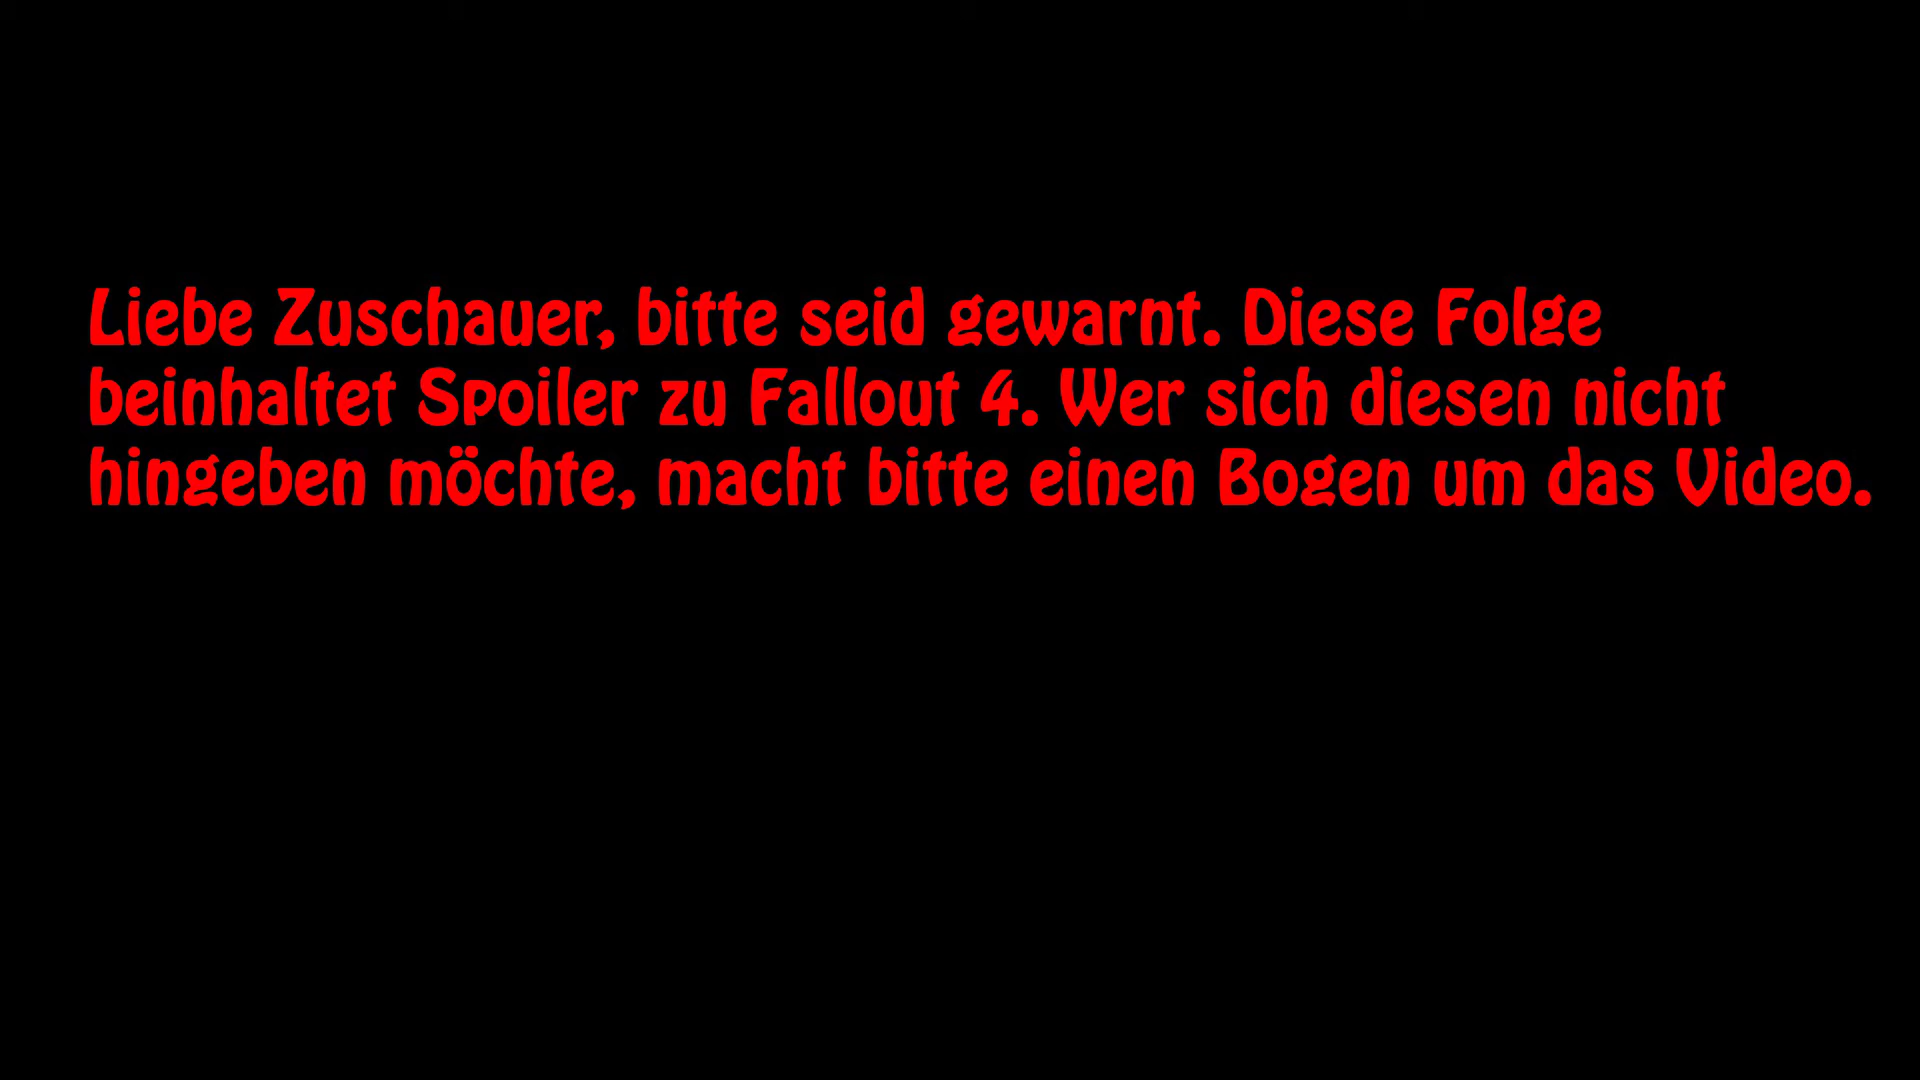 Liebe Zuschauer, bitte seid gewarnt. Diese Folge
beinhaltet Spoiler zu Fallout 4. Wer sich diesen nicht
hingeben möchte, macht bitte einen Bogen um das Video.